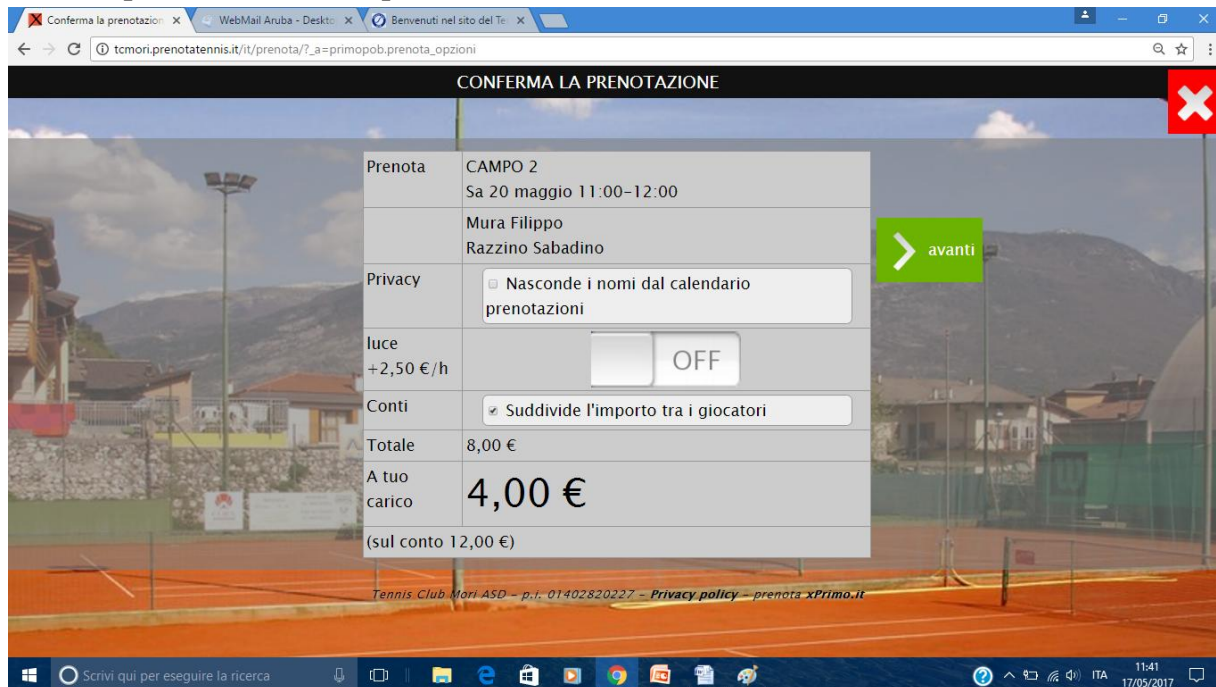 Conferma la prenotazion
WebMail Aruba - Deskto
Benvenuti nel sito del Te
tcmori.prenotatennis.it/it/prenota/?_a=primopob.prenota_opzioni
CONFERMA LA PRENOTAZIONE
Prenota
CAMPO 2
Sa 20 maggio 11:00-12:00
Mura Filippo
Razzino Sabadino
avanti
Privacy
Nasconde i nomi dal calendario
prenotazioni
luce
+2,50 €/h
OFF
Conti
Suddivide l'importo tra i giocatori
Totale
8,00 €
A tuo
carico
4,00 €
(sul conto 12,00 €)
Tennis Club Mori ASD - p.i. 01402820227 - Privacy policy - prenota xPrimo.it
Scrivi qui per eseguire la ricerca
ITA
11:41
17/05/2017